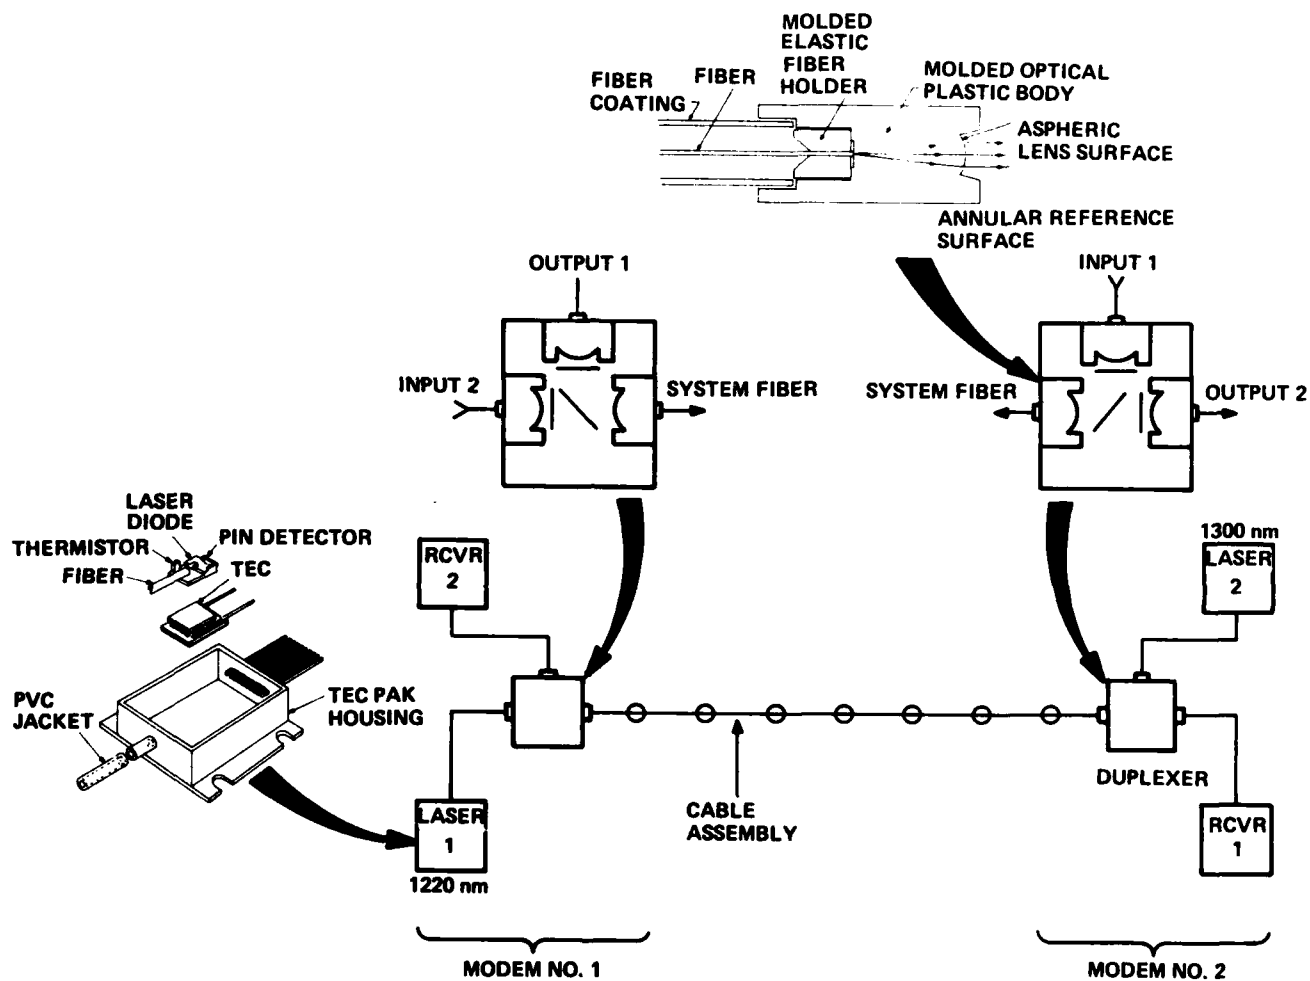 MOLDED
ELASTIC
FIBER
HOLDER
FIBER
COATING
FIBER
MOLDED OPTICAL
PLASTIC BODY
ASPHERIC
LENS SURFACE
ANNULAR REFERENCE
SURFACE
OUTPUT 1
INPUT 1
INPUT 2
SYSTEM FIBER
SYSTEM FIBER
OUTPUT 2
LASER
DIODE
PIN DETECTOR
THERMISTOR
FIBER
TEC
RCVR
2
1300 nm
LASER
2
PVC
JACKET
TEC PAK
HOUSING
DUPLEXER
CABLE
ASSEMBLY
LASER
1
1220 nm
RCVR
1
MODEM NO. 1
MODEM NO. 2